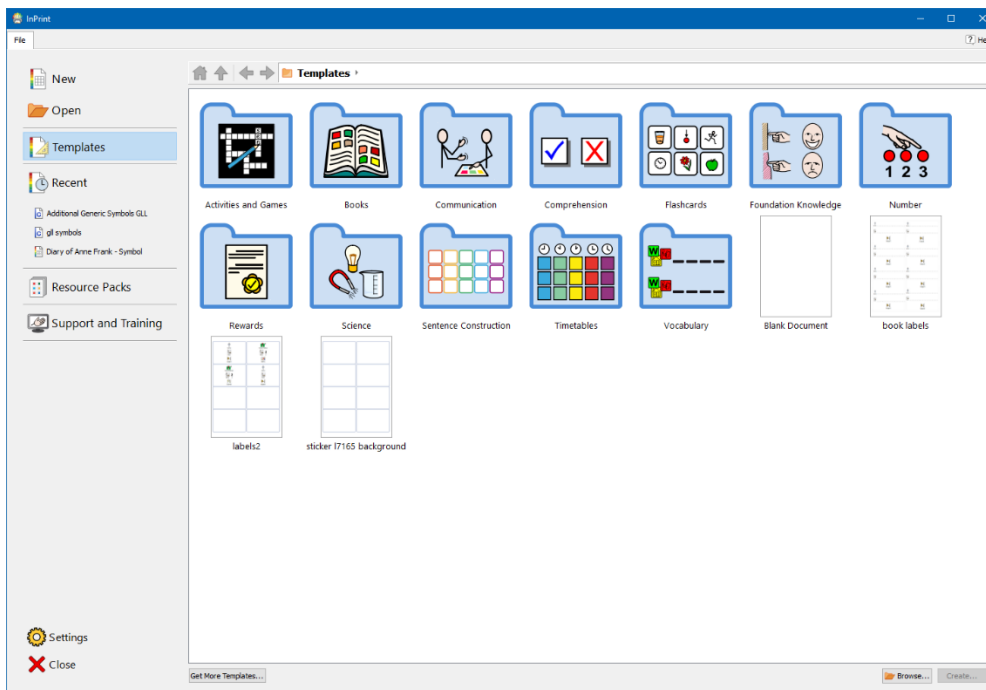 InPrint
File
? He
New
Open
Templates
Recent
Additional Generic Symbols GLL
gll symbols
Diary of Anne Frank - Symbol
Resource Packs
Support and Training
Settings
Close
Templates
Activities and Games
Books
Communication
Comprehension
Flashcards
Foundation Knowledge
1 2 3
Number
Rewards
Science
Sentence Construction
Timetables
Vocabulary
Blank Document
book labels
labels2
sticker l7165 background
Get More Templates...
Browse...
Create...